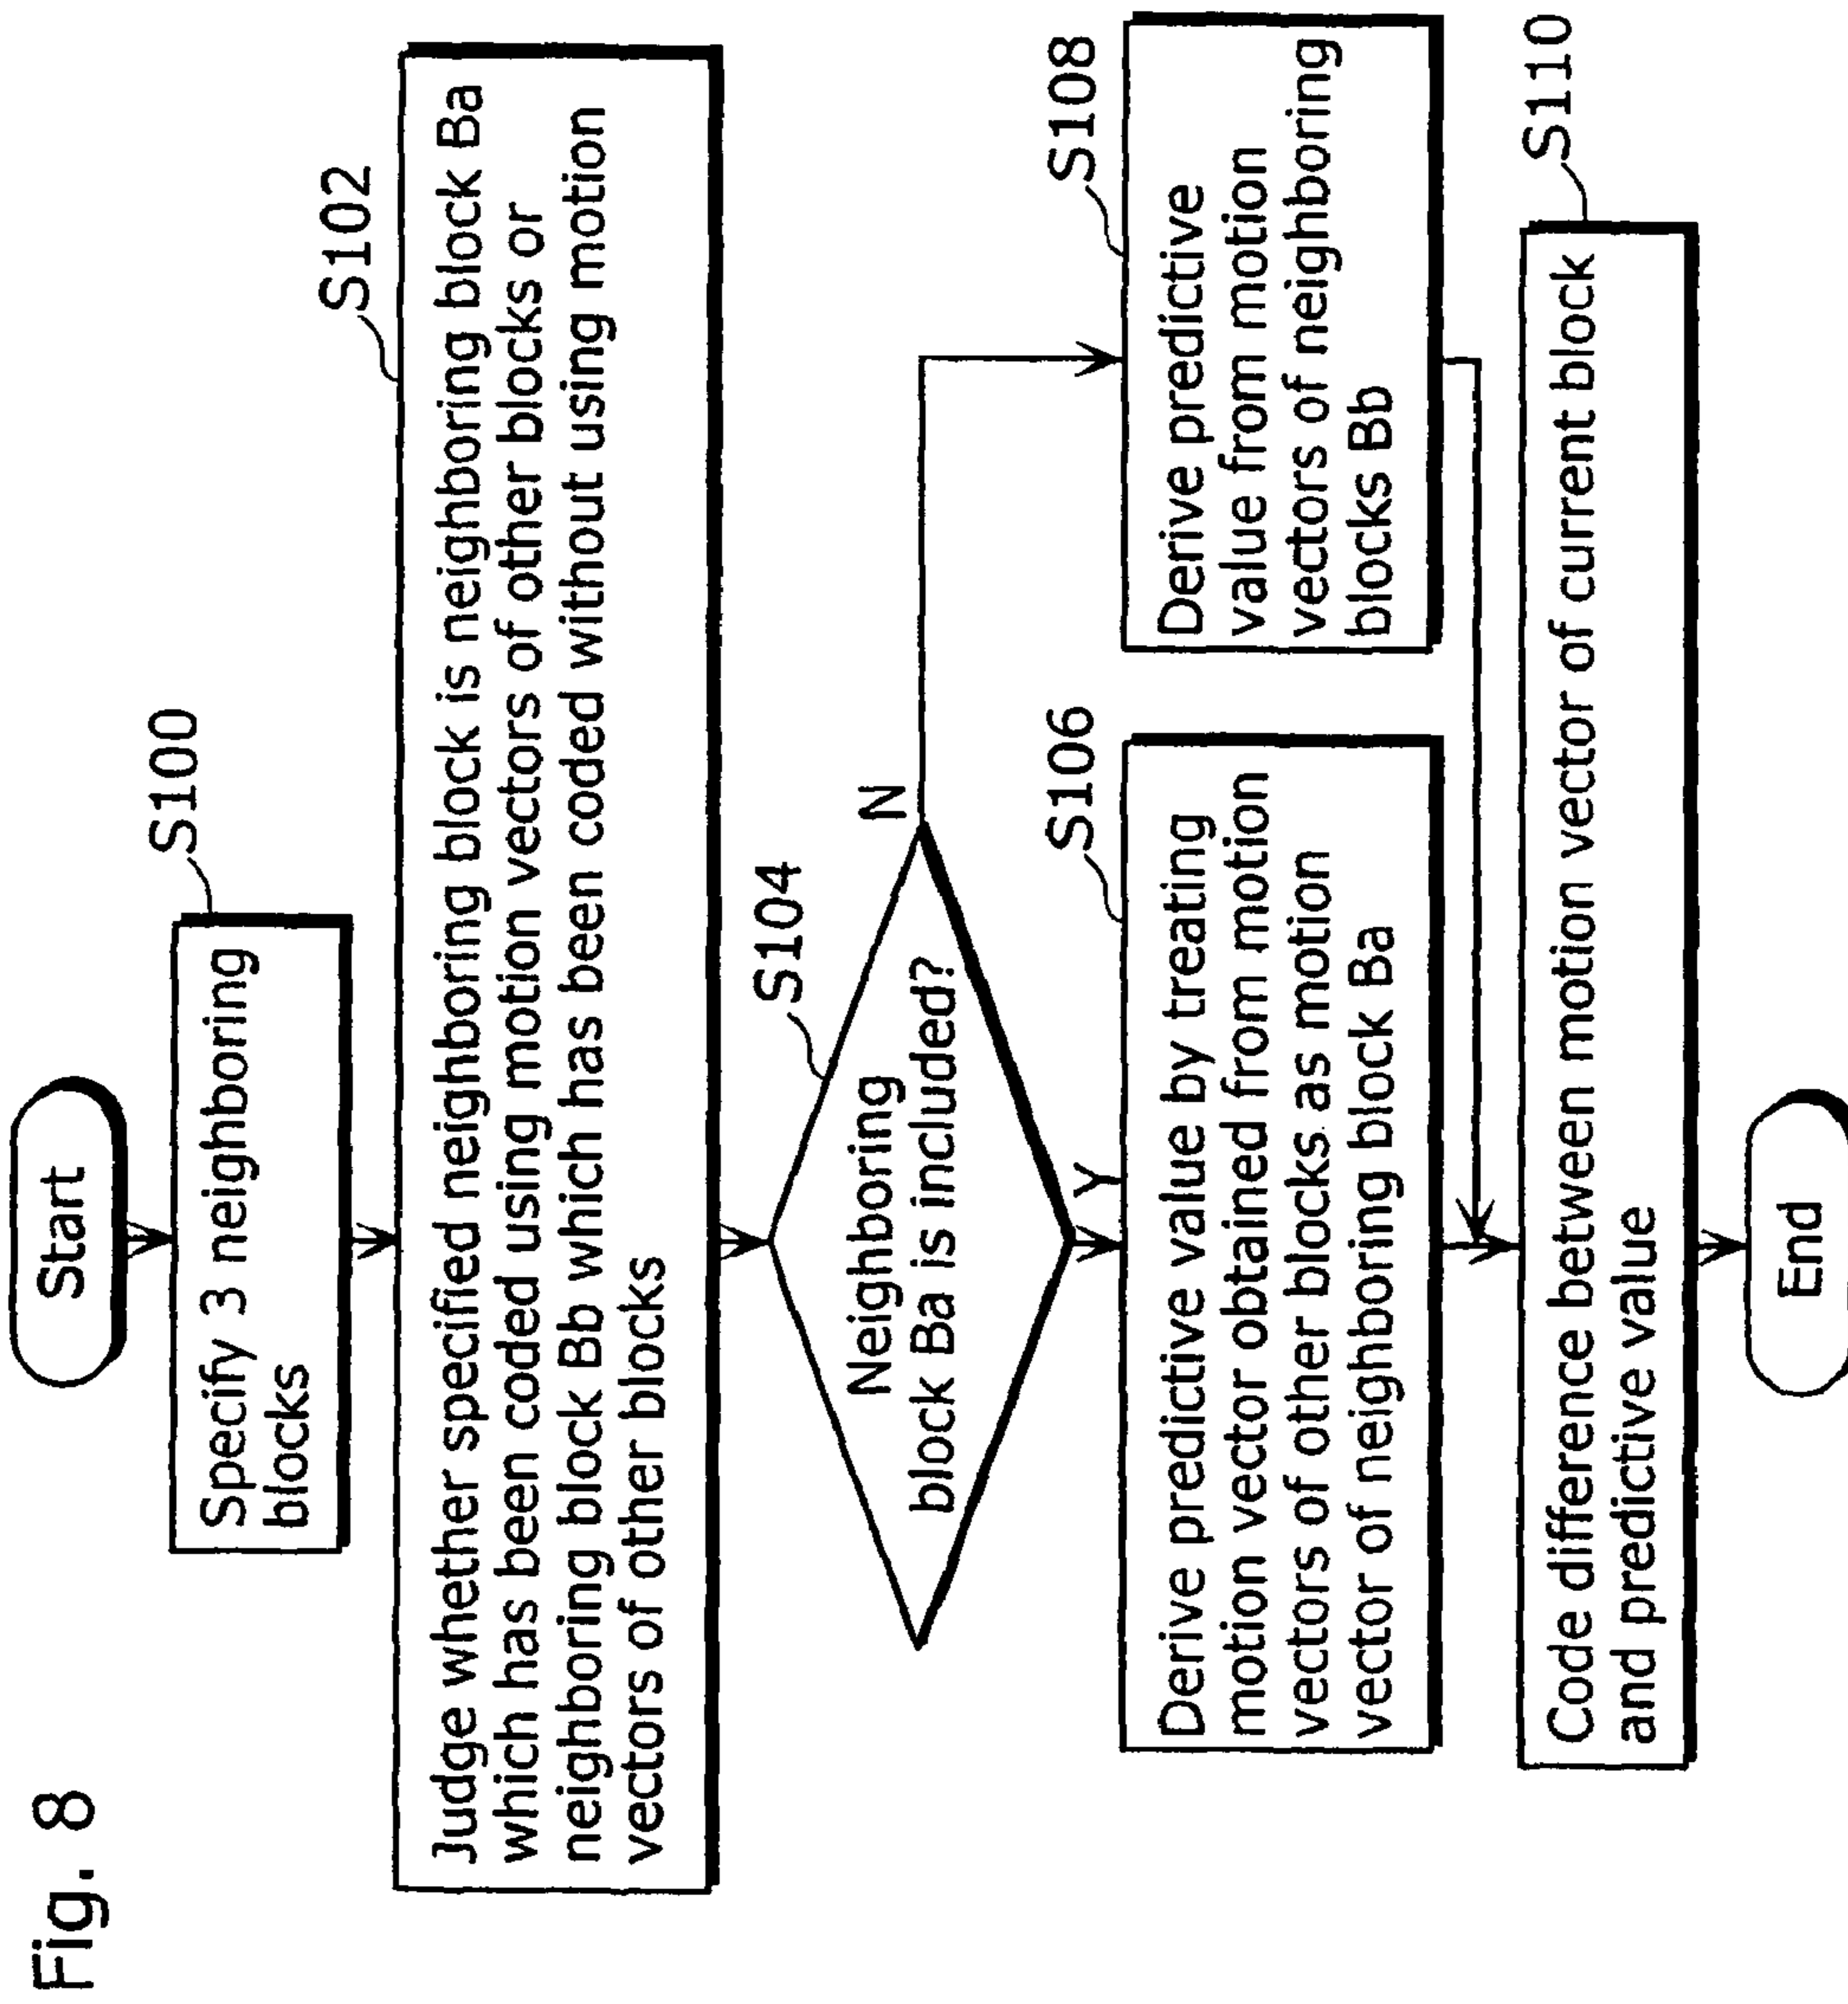 Fig. 8
Start
S100
Specify 3 neighboring
blocks
S102
Judge whether specified neighboring block is neighboring block Ba
which has been coded using motion vectors of other blocks or
neighboring block Bb which has been coded without using motion
vectors of other blocks
S104
Neighboring
block Ba is included?
N
Y
S106
Derive predictive value by treating
motion vector obtained from motion
vectors of other blocks as motion
vector of neighboring block Ba
S108
Derive predictive
value from motion
vectors of neighboring
blocks Bb
S110
Code difference between motion vector of current block
and predictive value
End